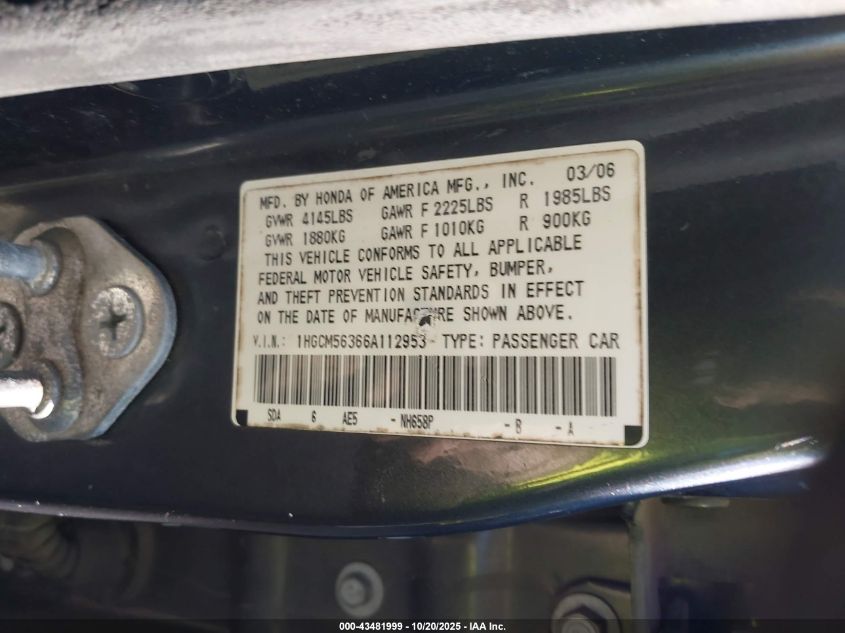 MFD. BY HONDA OF AMERICA MFG., INC. 03/06
GVWR 4145LBS GAWR F 2225LBS R 1985LBS
GVWR 1880KG GAWR F 1010KG R 900KG
THIS VEHICLE CONFORMS TO ALL APPLICABLE
FEDERAL MOTOR VEHICLE SAFETY, BUMPER,
AND THEFT PREVENTION STANDARDS IN EFFECT
ON THE DATE OF MANUFACTURE SHOWN ABOVE.
V.I.N.: 1HGCM56366A112953 TYPE: PASSENGER CAR
SDA 6 AE5 -NH658P -B -A
000-43481999 - 10/20/2025 - IAA Inc.